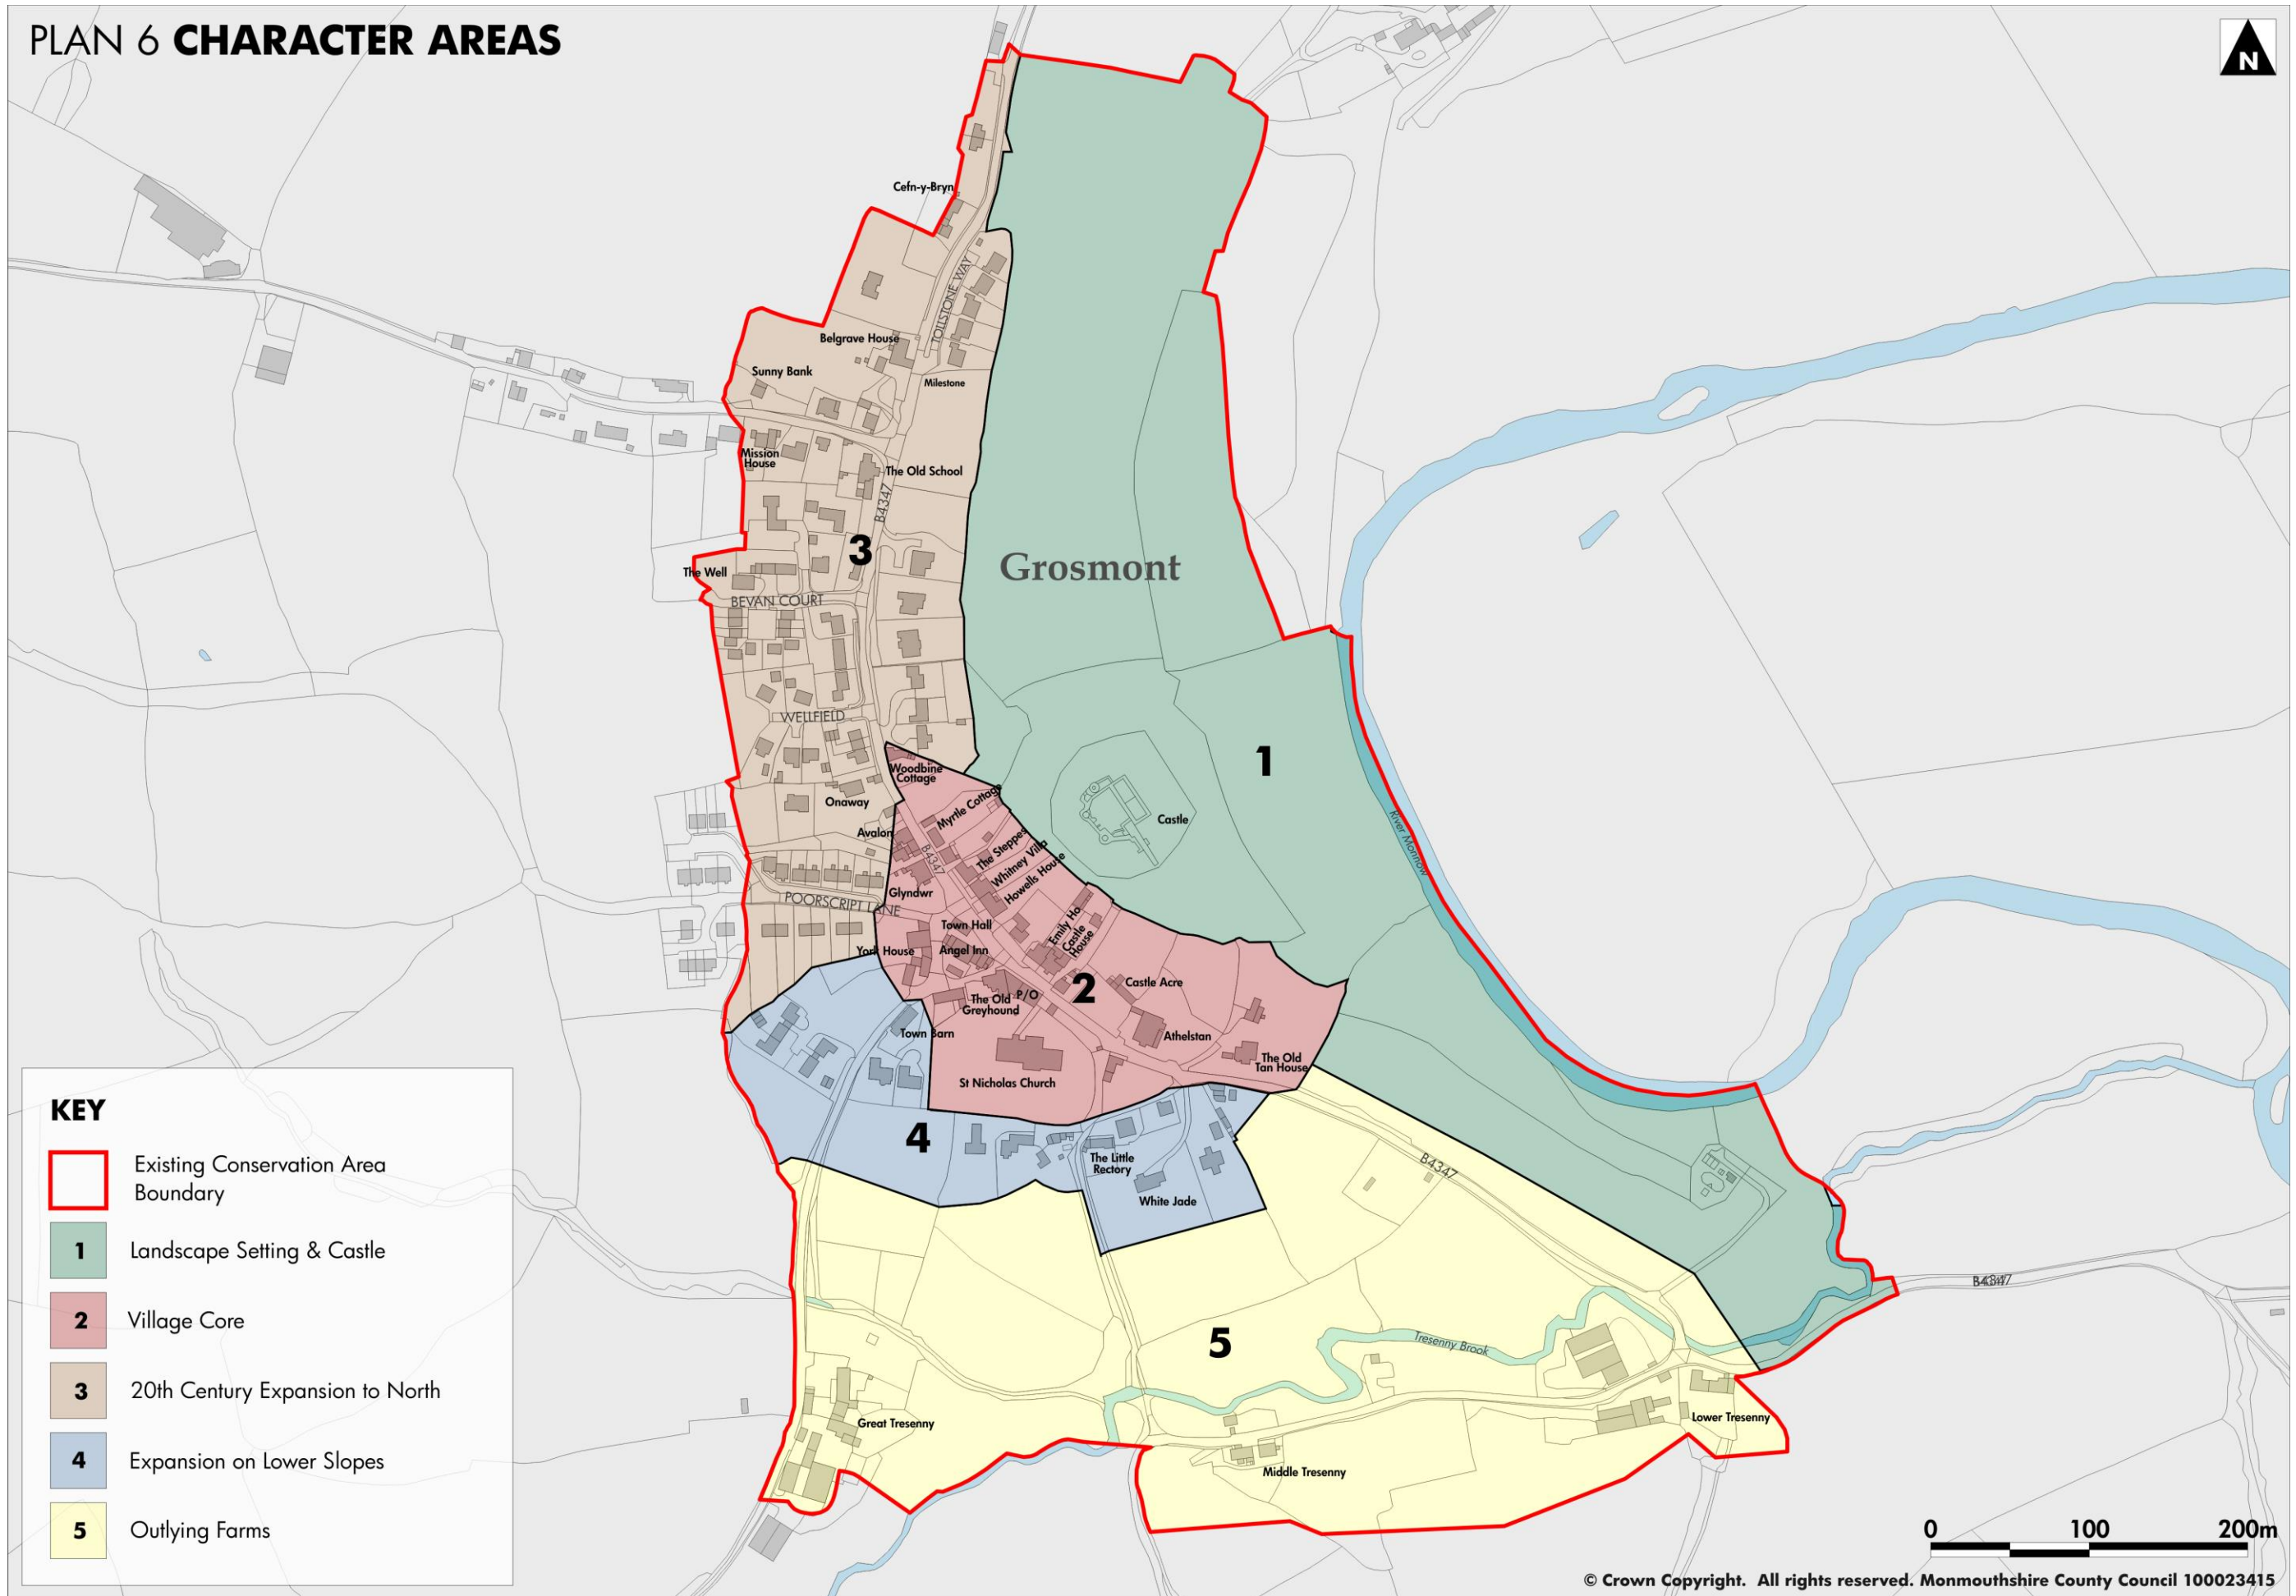 PLAN 6 CHARACTER AREAS
N
Cefn-y-Bryn
TOLLSTONE WAY
Belgrave House
Sunny Bank
Milestone
Mission
House
The Old School
B4347
3
Grosmont
The Well
BEVAN COURT
WELLFIELD
1
Woodbine
Cottage
Onaway
Myrtle Cottage
Castle
Avalon
The Steppes
B4347
Whitney Villa
Howells House
River Monnow
Glyndwr
POORSCRIPT LANE
Town Hall
Emily Ho
Castle
House
York House
Angel Inn
2
Castle Acre
The Old
Greyhound
P/O
Town Barn
Athelstan
The Old
Tan House
St Nicholas Church
4
The Little
Rectory
B4347
White Jade
B4347
5
Tresenny Brook
Great Tresenny
Lower Tresenny
Middle Tresenny
KEY
Existing Conservation Area
Boundary
1 Landscape Setting & Castle
2 Village Core
3 20th Century Expansion to North
4 Expansion on Lower Slopes
5 Outlying Farms
0 100 200m
© Crown Copyright. All rights reserved. Monmouthshire County Council 100023415